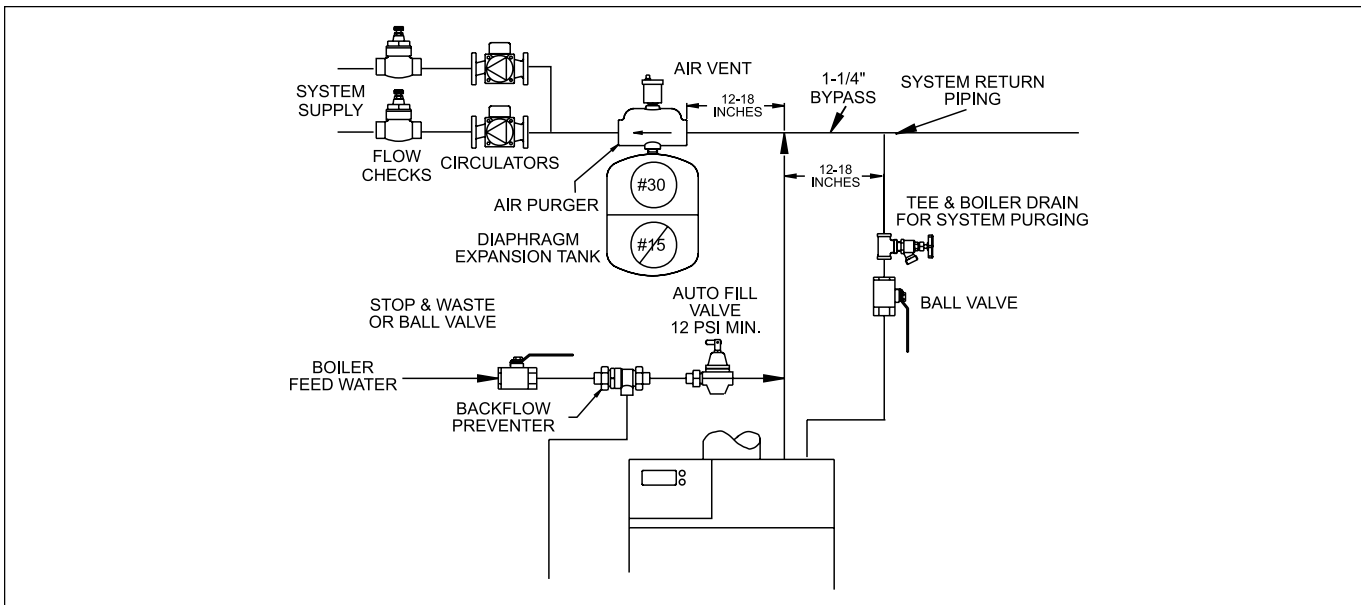 AIR VENT
12-18
INCHES
1-1/4"
BYPASS
SYSTEM RETURN
PIPING
SYSTEM
SUPPLY
FLOW
CHECKS
CIRCULATORS
12-18
INCHES
#30
AIR PURGER
TEE & BOILER DRAIN
FOR SYSTEM PURGING
DIAPHRAGM
EXPANSION TANK
#15
STOP & WASTE
OR BALL VALVE
AUTO FILL
VALVE
12 PSI MIN.
BALL VALVE
BOILER
FEED WATER
BACKFLOW
PREVENTER